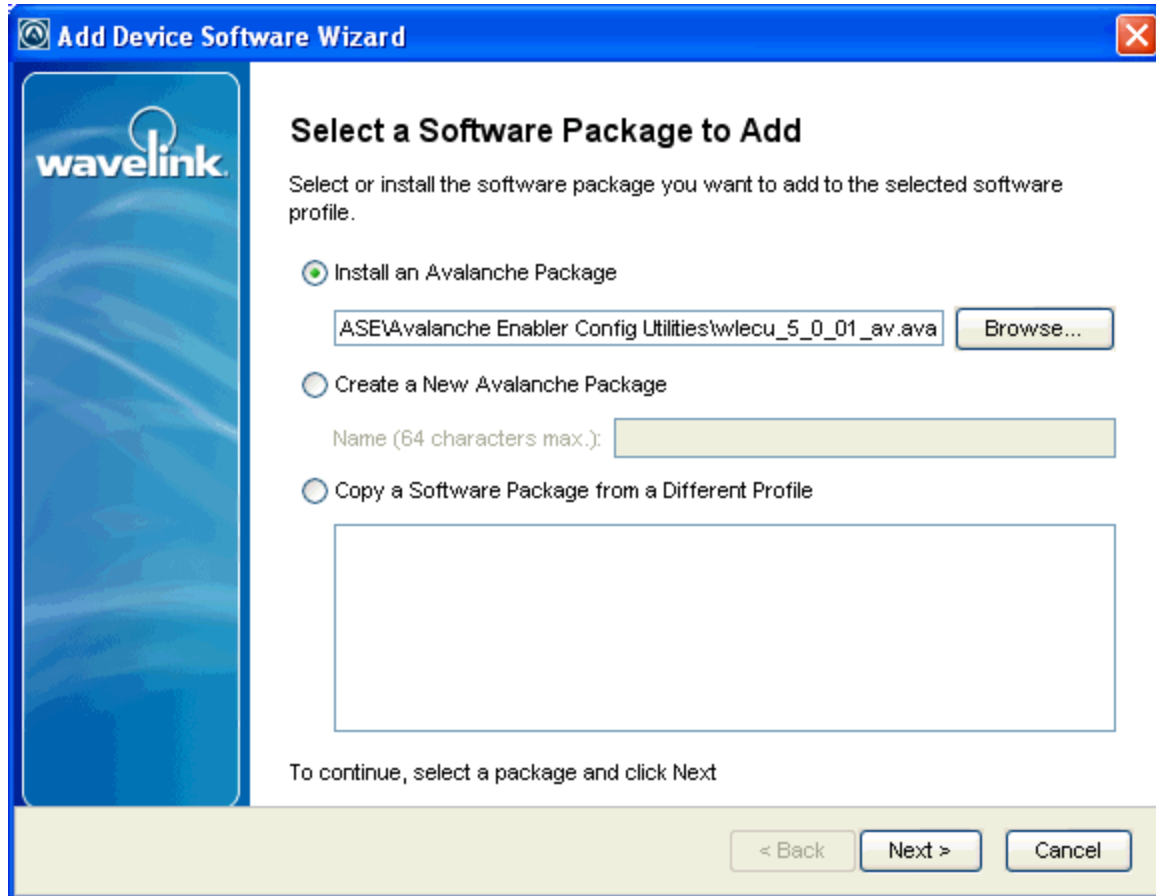 Add Device Software Wizard
wavelink.
Select a Software Package to Add
Select or install the software package you want to add to the selected software
profile.
Install an Avalanche Package
ASE\Avalanche Enabler Config Utilities\wlecu_5_0_01_av.ava
Browse...
Create a New Avalanche Package
Name (64 characters max.):
Copy a Software Package from a Different Profile
To continue, select a package and click Next
< Back
Next >
Cancel